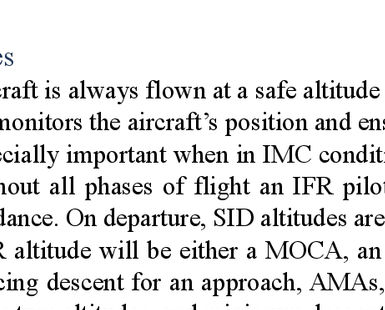 es
craft is always flown at a safe altitude
monitors the aircraft’s position and ens
ecially important when in IMC conditi
hout all phases of flight an IFR pilot
dance. On departure, SID altitudes are
R altitude will be either a MOCA, an
cing descent for an approach, AMAs,